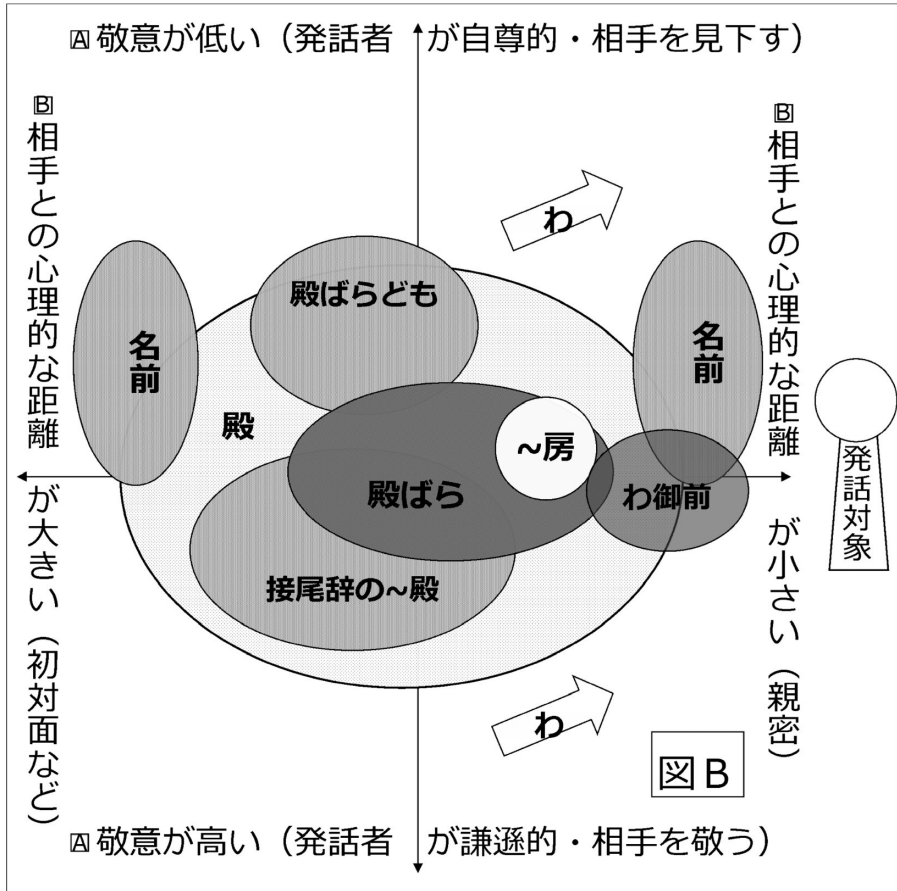 🄰敬意が低い（発話者が自尊的・相手を見下す）
🄱相手との心理的な距離が大きい（初対面など）
🄱相手との心理的な距離が小さい（親密）
わ
殿ばらども
名前
名前
殿
~房
殿ばら
わ御前
発話対象
接尾辞の~殿
わ
図B
🄰敬意が高い（発話者が謙遜的・相手を敬う）